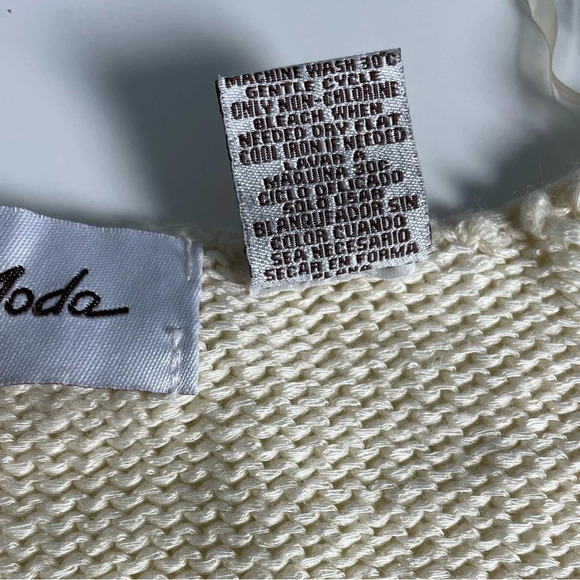 Moda
MACHINE WASH 30°C
GENTLE CYCLE
ONLY NON-CHLORINE
BLEACH WHEN
NEEDED DRY FLAT
COOL IRON IF NEEDED
LAVAR A
MAQUINA 30c
CICLO DELICADO
SOLO USAR
BLANQUEADOR SIN
COLOR CUANDO
SEA NECESARIO
SECAR EN FORMA